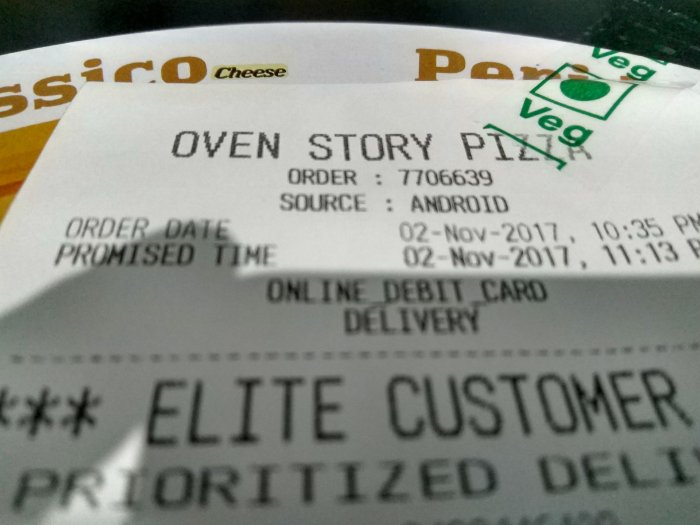 ssico Cheese
Veg
Veg
OVEN STORY PIZZA
ORDER : 7706639
SOURCE : ANDROID
ORDER DATE 02-Nov-2017, 10:35 PM
PROMISED TIME 02-Nov-2017, 11:13
ONLINE_DEBIT_CARD
DELIVERY
*** ELITE CUSTOMER
PRIORITIZED DELI